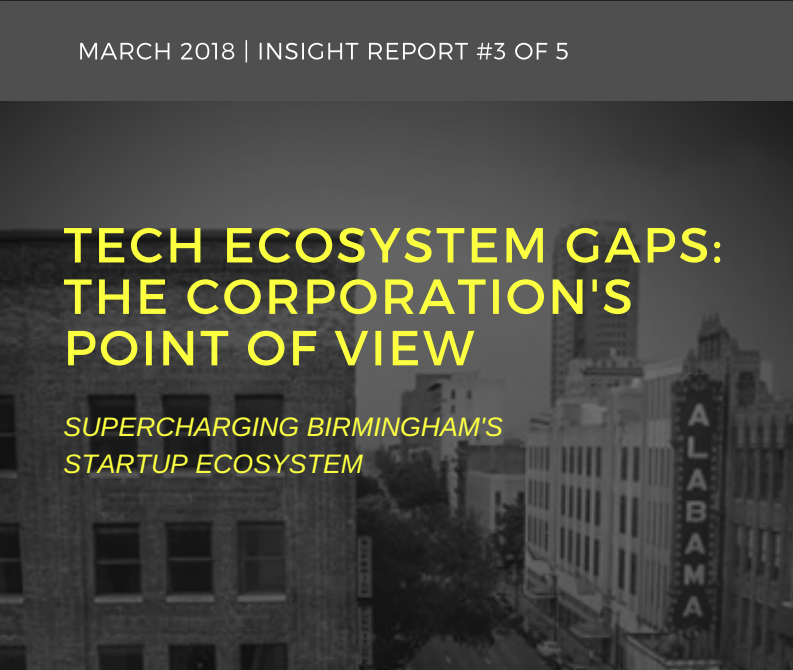 MARCH 2018 | INSIGHT REPORT #3 OF 5
TECH ECOSYSTEM GAPS:
THE CORPORATION'S
POINT OF VIEW
SUPERCHARGING BIRMINGHAM'S
STARTUP ECOSYSTEM
ALABAMA